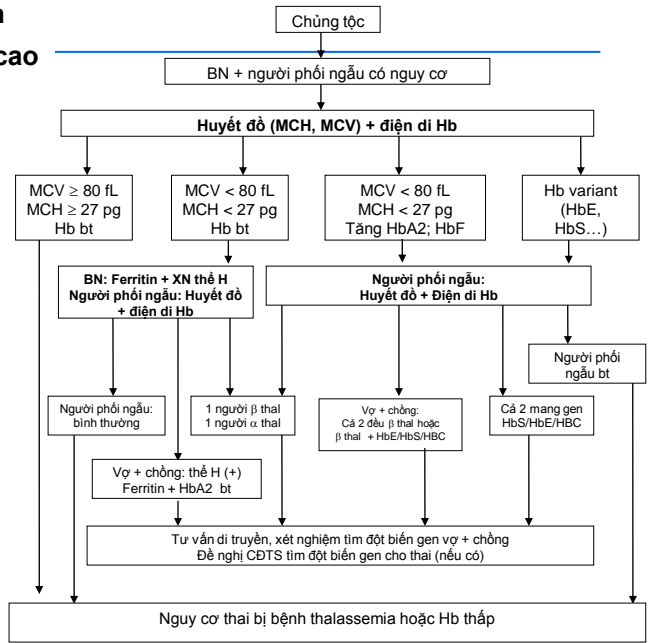 n
cao
Chủng tộc
BN + người phối ngẫu có nguy cơ
Huyết đồ (MCH, MCV) + điện di Hb
MCV ≥ 80 fL
MCH ≥ 27 pg
Hb bt
MCV < 80 fL
MCH < 27 pg
Hb bt
MCV < 80 fL
MCH < 27 pg
Tăng HbA2; HbF
Hb variant
(HbE,
HbS…)
BN: Ferritin + XN thể H
Người phối ngẫu: Huyết đồ
+ điện di Hb
Người phối ngẫu:
Huyết đồ + Điện di Hb
Người phối
ngẫu bt
Người phối ngẫu:
bình thường
1 người β thal
1 người α thal
Vợ + chồng:
Cả 2 đều β thal hoặc
β thal + HbE/HbS/HBC
Cả 2 mang gen
HbS/HbE/HBC
Vợ + chồng: thể H (+)
Ferritin + HbA2 bt
Tư vấn di truyền, xét nghiệm tìm đột biến gen vợ + chồng
Đề nghị CĐTS tìm đột biến gen cho thai (nếu có)
Nguy cơ thai bị bệnh thalassemia hoặc Hb thấp